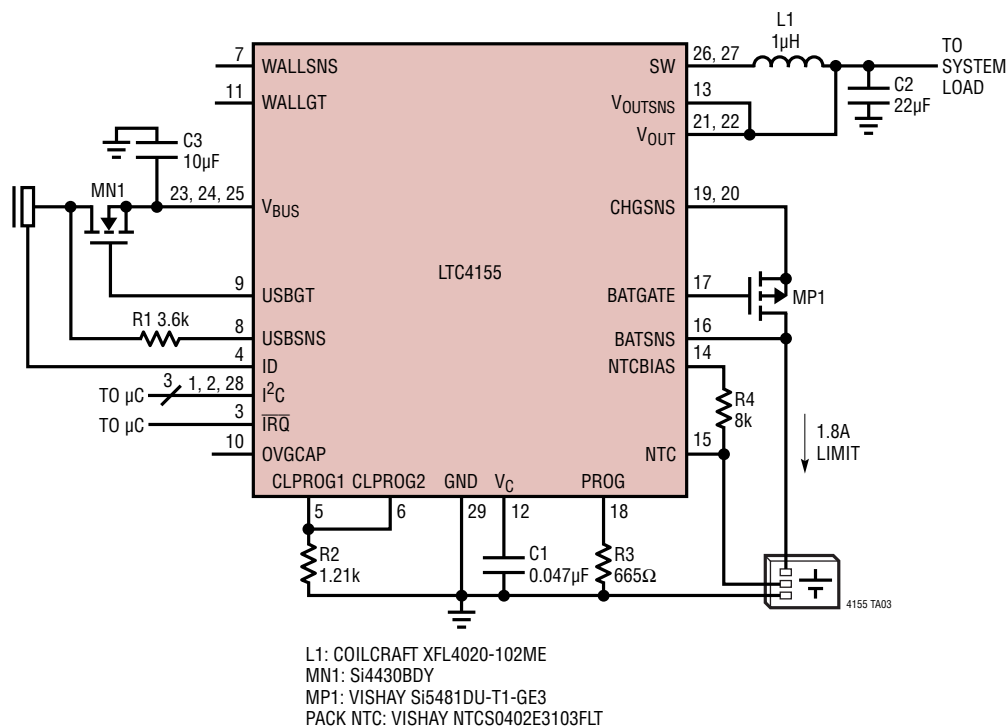 L1
1µH
TO
SYSTEM
LOAD
26, 27
SW
C2
22µF
7
WALLSNS
11
WALLGT
13
VOUTSNS
21, 22
VOUT
C3
10µF
MN1
23, 24, 25
VBUS
19, 20
CHGSNS
LTC4155
9
USBGT
17
BATGATE
MP1
R1 3.6k
8
USBSNS
16
BATSNS
4
ID
14
NTCBIAS
TO µC
3
1, 2, 28
I2C
R4
8k
TO µC
3
IRQ
1.8A
LIMIT
10
OVGCAP
15
NTC
CLPROG1
CLPROG2
GND
VC
PROG
5
6
29
12
18
R2
1.21k
C1
0.047µF
R3
665Ω
4155 TA03
L1: COILCRAFT XFL4020-102ME
MN1: Si4430BDY
MP1: VISHAY Si5481DU-T1-GE3
PACK NTC: VISHAY NTCS0402E3103FLT